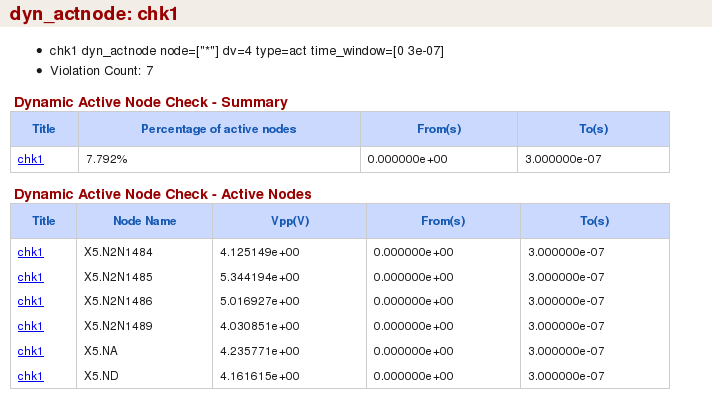 dyn_actnode: chk1
• chk1 dyn_actnode node=["*"] dv=4 type=act time_window=[0 3e-07]
• Violation Count: 7
Dynamic Active Node Check - Summary
Title Percentage of active nodes From(s) To(s)
chk1 7.792% 0.000000e+00 3.000000e-07
Dynamic Active Node Check - Active Nodes
Title Node Name Vpp(V) From(s) To(s)
chk1 X5.N2N1484 4.125149e+00 0.000000e+00 3.000000e-07
chk1 X5.N2N1485 5.344194e+00 0.000000e+00 3.000000e-07
chk1 X5.N2N1486 5.016927e+00 0.000000e+00 3.000000e-07
chk1 X5.N2N1489 4.030851e+00 0.000000e+00 3.000000e-07
chk1 X5.NA 4.235771e+00 0.000000e+00 3.000000e-07
chk1 X5.ND 4.161615e+00 0.000000e+00 3.000000e-07